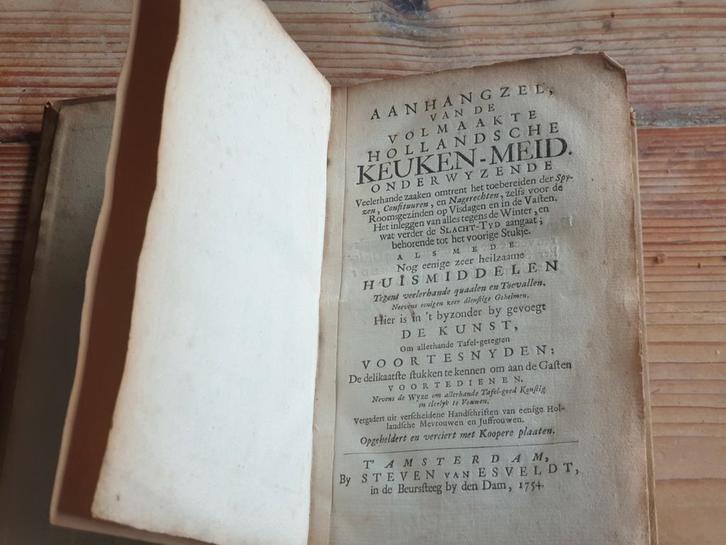 AANHANGZEL,
VAN DE
VOLMAAKTE
HOLLANDSCHE
KEUKEN-MEID.
ONDERWYZENDE
Veelerhande zaaken omtrent het toebereiden der Spy-
zen, Confituuren, en Nagerechten, zelfs voor de
Roomsgezinden op Visdagen en in de Vasten.
Het inleggen van alles tegens de Winter, en
wat verder de SLACHT-TYD aangaat;
behorende tot het voorige Stukje.
ALS MEDE
Nog eenige zeer heilzaame
HUISMIDDELEN
Tegens veelerhande quaalen en Toevallen.
Neevens eenigen zeer dienstige Geheimen.
Hier is in 't byzonder by gevoegt
DE KUNST,
Om allerhande Tafel-geregten
VOORTESNYDEN;
De delikaatste stukken te kennen om aan de Gasten
VOORTEDIENEN.
Nevens de Wyze om allerhande Tafel-goed Konstig
en sierlyk te Vouwen.
Vergadert uit verscheidene Handschriften van eenige Hol-
landsche Mevrouwen en Juffrouwen.
Opgeheldert en verciert met Koopere plaaten.
T' AMSTERDAM,
By STEVEN VAN ESVELDT,
in de Beurssteeg by den Dam, 1754.